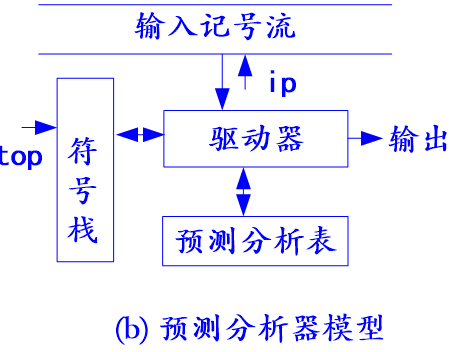 输入记号流
ip
驱动器
输出
top
符号栈
预测分析表
(b) 预测分析器模型